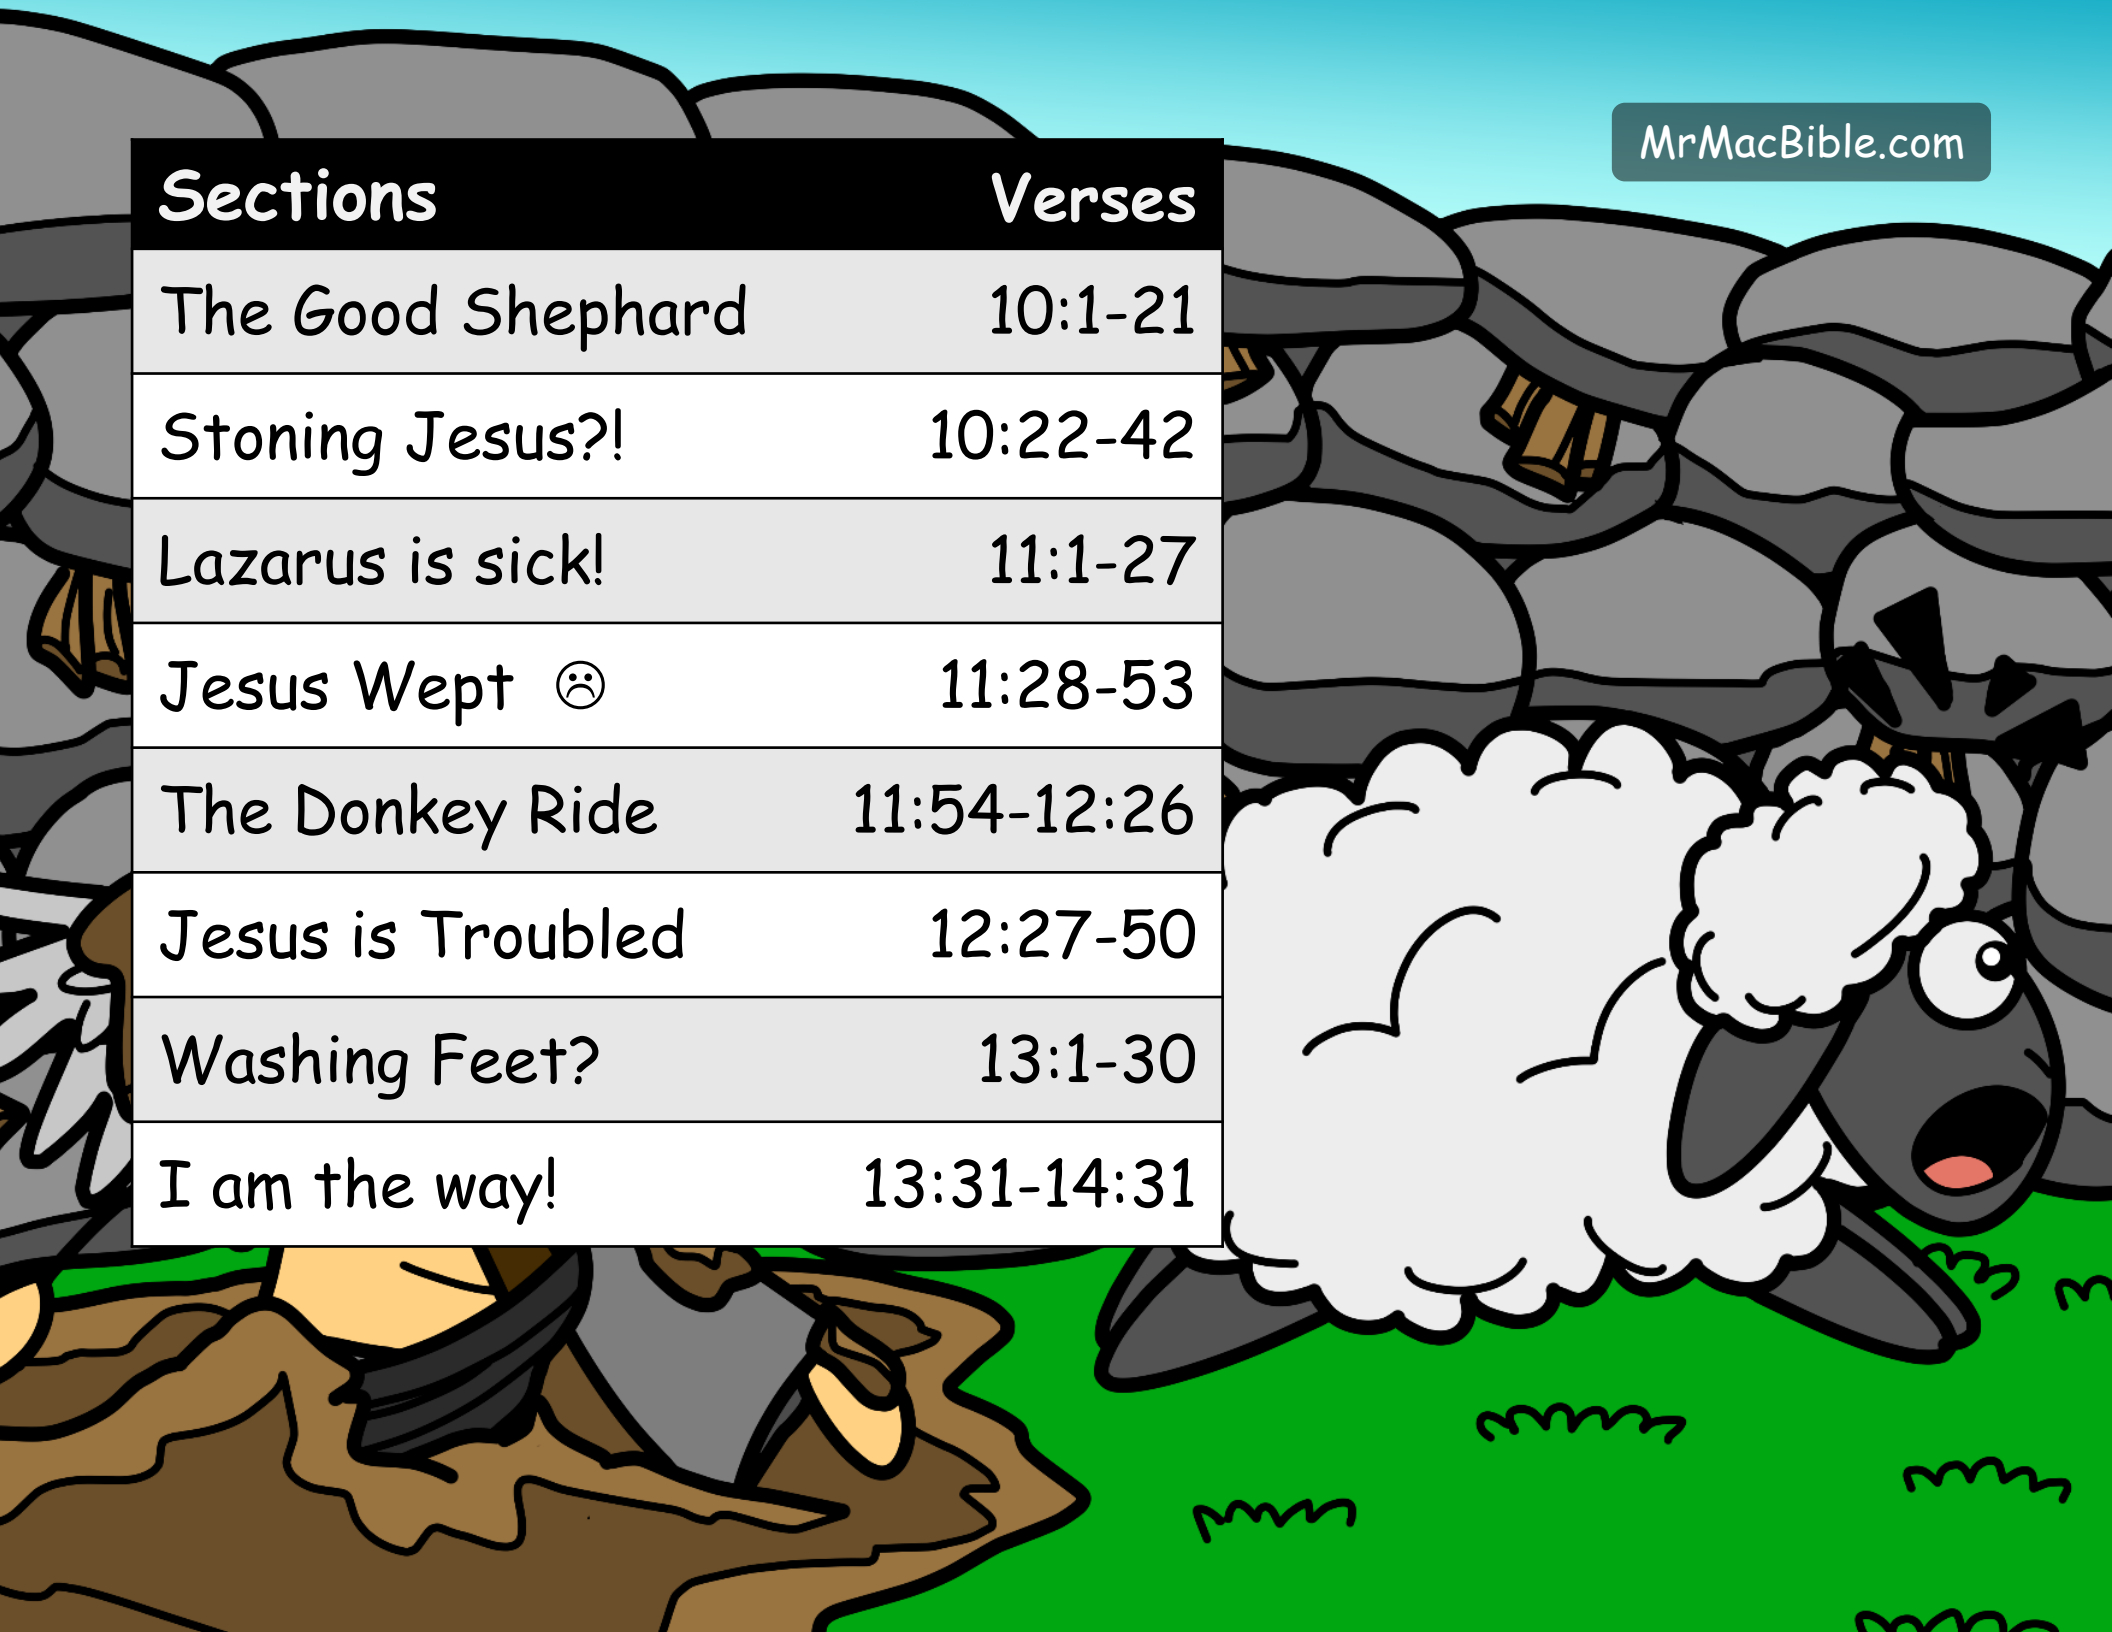 MrMacBible.com
Sections Verses
The Good Shephard 10:1-21
Stoning Jesus?! 10:22-42
Lazarus is sick! 11:1-27
Jesus Wept ☹ 11:28-53
The Donkey Ride 11:54-12:26
Jesus is Troubled 12:27-50
Washing Feet? 13:1-30
I am the way! 13:31-14:31